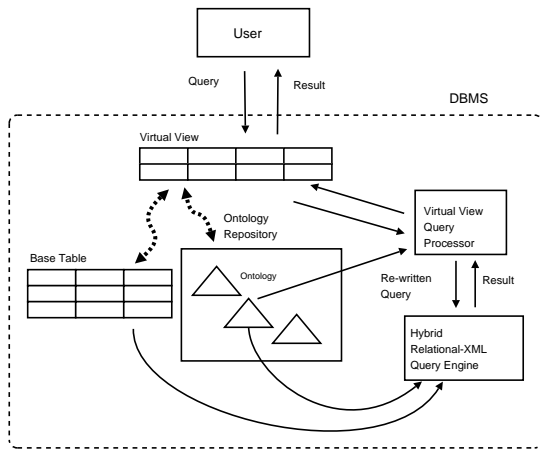 User
Query
Result
DBMS
Virtual View
Ontology
Repository
Virtual View
Query
Processor
Base Table
Ontology
Re-written
Query
Result
Hybrid
Relational-XML
Query Engine